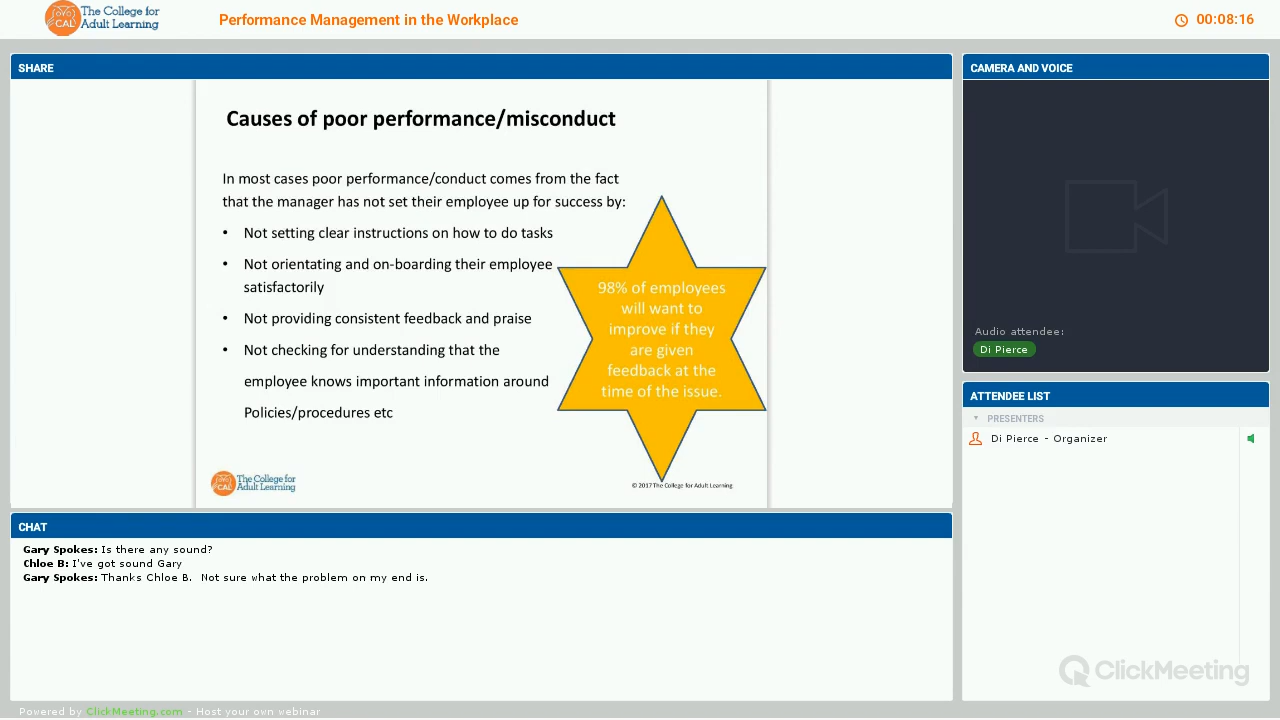 CAL
The College for
Adult Learning
Performance Management in the Workplace
00:08:16
SHARE
Causes of poor performance/misconduct
In most cases poor performance/conduct comes from the fact
that the manager has not set their employee up for success by:
• Not setting clear instructions on how to do tasks
• Not orientating and on-boarding their employee
satisfactorily
• Not providing consistent feedback and praise
• Not checking for understanding that the
employee knows important information around
Policies/procedures etc
98% of employees
will want to
improve if they
are given
feedback at the
time of the issue.
CAL
The College for
Adult Learning
© 2017 The College for Adult Learning
CHAT
Gary Spokes: Is there any sound?
Chloe B: I've got sound Gary
Gary Spokes: Thanks Chloe B.  Not sure what the problem on my end is.
CAMERA AND VOICE
Audio attendee:
Di Pierce
ATTENDEE LIST
PRESENTERS
Di Pierce - Organizer
ClickMeeting
Powered by ClickMeeting.com - Host your own webinar